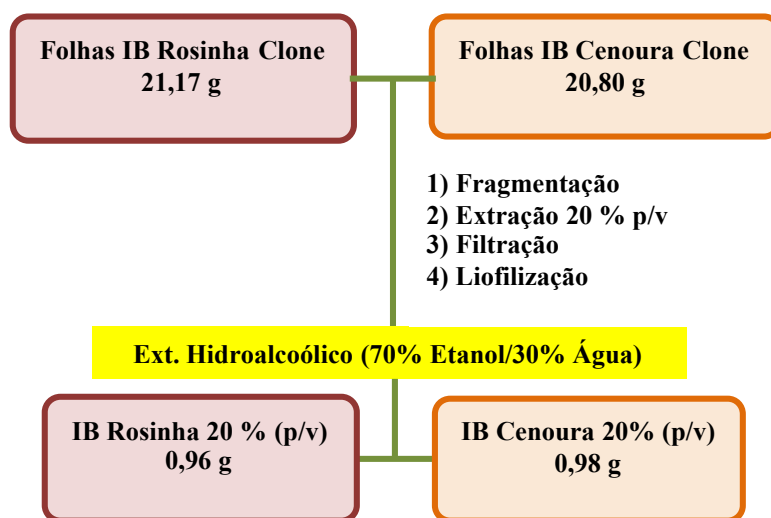 Folhas IB Rosinha Clone
21,17 g
Folhas IB Cenoura Clone
20,80 g
1) Fragmentação
2) Extração 20 % p/v
3) Filtração
4) Liofilização
Ext. Hidroalcoólico (70% Etanol/30% Água)
IB Rosinha 20 % (p/v)
0,96 g
IB Cenoura 20% (p/v)
0,98 g